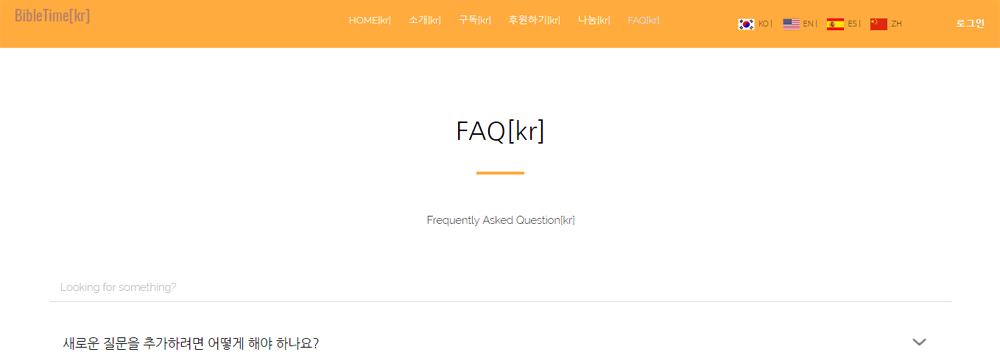 BibleTime[kr]
HOME[kr] 소개[kr] 구독[kr] 후원하기[kr] 나눔[kr] FAQ[kr]
KO | EN | ES | ZH
로그인
FAQ[kr]
Frequently Asked Question[kr]
Looking for something?
새로운 질문을 추가하려면 어떻게 해야 하나요?